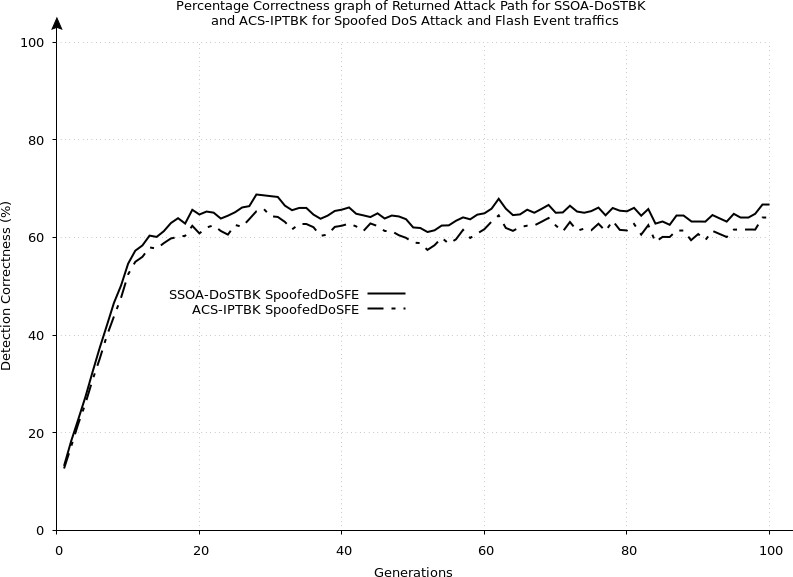 Percentage Correctness graph of Returned Attack Path for SSOA-DoSTBK
and ACS-IPTBK for Spoofed DoS Attack and Flash Event traffics
100
80
60
40
20
0
Detection Correctness (%)
SSOA-DoSTBK SpoofedDoSFE
ACS-IPTBK SpoofedDoSFE
0 20 40 60 80 100
Generations